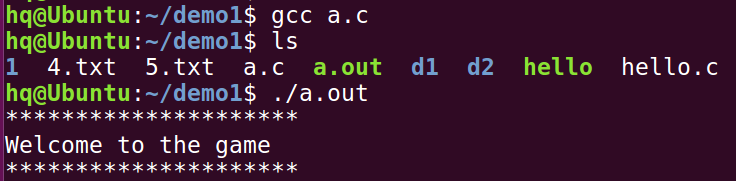 hq@Ubuntu:~/demo1$ gcc a.c
hq@Ubuntu:~/demo1$ ls
1  4.txt  5.txt  a.c  a.out  d1  d2  hello  hello.c
hq@Ubuntu:~/demo1$ ./a.out
*********************
Welcome to the game
*********************